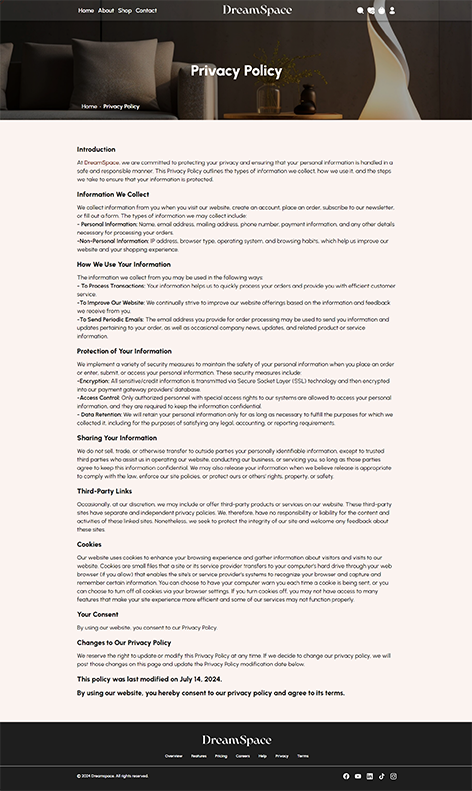 Home About Shop Contact
DreamSpace
Privacy Policy
Home - Privacy Policy
Introduction
At DreamSpace, we are committed to protecting your privacy and ensuring that your personal information is handled in a
safe and responsible manner. This Privacy Policy outlines the types of information we collect, how we use it, and the steps
we take to ensure that your information is protected.
Information We Collect
We collect information from you when you visit our website, create an account, place an order, subscribe to our newsletter,
or fill out a form. The types of information we may collect include:
- Personal Information: Name, email address, mailing address, phone number, payment information, and any other details
necessary for processing your orders.
-Non-Personal Information: IP address, browser type, operating system, and browsing habits, which help us improve our
website and your shopping experience.
How We Use Your Information
The information we collect from you may be used in the following ways:
- To Process Transactions: Your information helps us to quickly process your orders and provide you with efficient customer
service.
-To Improve Our Website: We continually strive to improve our website offerings based on the information and feedback
we receive from you.
-To Send Periodic Emails: The email address you provide for order processing may be used to send you information and
updates pertaining to your order, as well as occasional company news, updates, and related product or service
information.
Protection of Your Information
We implement a variety of security measures to maintain the safety of your personal information when you place an order
or enter, submit, or access your personal information. These security measures include:
-Encryption: All sensitive/credit information is transmitted via Secure Socket Layer (SSL) technology and then encrypted
into our payment gateway providers' database.
-Access Control: Only authorized personnel with special access rights to our systems are allowed to access your personal
information, and they are required to keep the information confidential.
- Data Retention: We will retain your personal information only for as long as necessary to fulfill the purposes for which we
collected it, including for the purposes of satisfying any legal, accounting, or reporting requirements.
Sharing Your Information
We do not sell, trade, or otherwise transfer to outside parties your personally identifiable information, except to trusted
third parties who assist us in operating our website, conducting our business, or servicing you, so long as those parties
agree to keep this information confidential. We may also release your information when we believe release is appropriate
to comply with the law, enforce our site policies, or protect ours or others' rights, property, or safety.
Third-Party Links
Occasionally, at our discretion, we may include or offer third-party products or services on our website. These third-party
sites have separate and independent privacy policies. We, therefore, have no responsibility or liability for the content and
activities of these linked sites. Nonetheless, we seek to protect the integrity of our site and welcome any feedback about
these sites.
Cookies
Our website uses cookies to enhance your browsing experience and gather information about visitors and visits to our
website. Cookies are small files that a site or its service provider transfers to your computer's hard drive through your web
browser (if you allow) that enables the site's or service provider's systems to recognize your browser and capture and
remember certain information. You can choose to have your computer warn you each time a cookie is being sent, or you
can choose to turn off all cookies via your browser settings. If you turn cookies off, you may not have access to many
features that make your site experience more efficient and some of our services may not function properly.
Your Consent
By using our website, you consent to our Privacy Policy.
Changes to Our Privacy Policy
We reserve the right to update or modify this Privacy Policy at any time. If we decide to change our privacy policy, we will
post those changes on this page and update the Privacy Policy modification date below.
This policy was last modified on July 14, 2024.
By using our website, you hereby consent to our privacy policy and agree to its terms.
DreamSpace
Overview Features Pricing Careers Help Privacy Terms
© 2024 Dreamspace. All rights reserved.